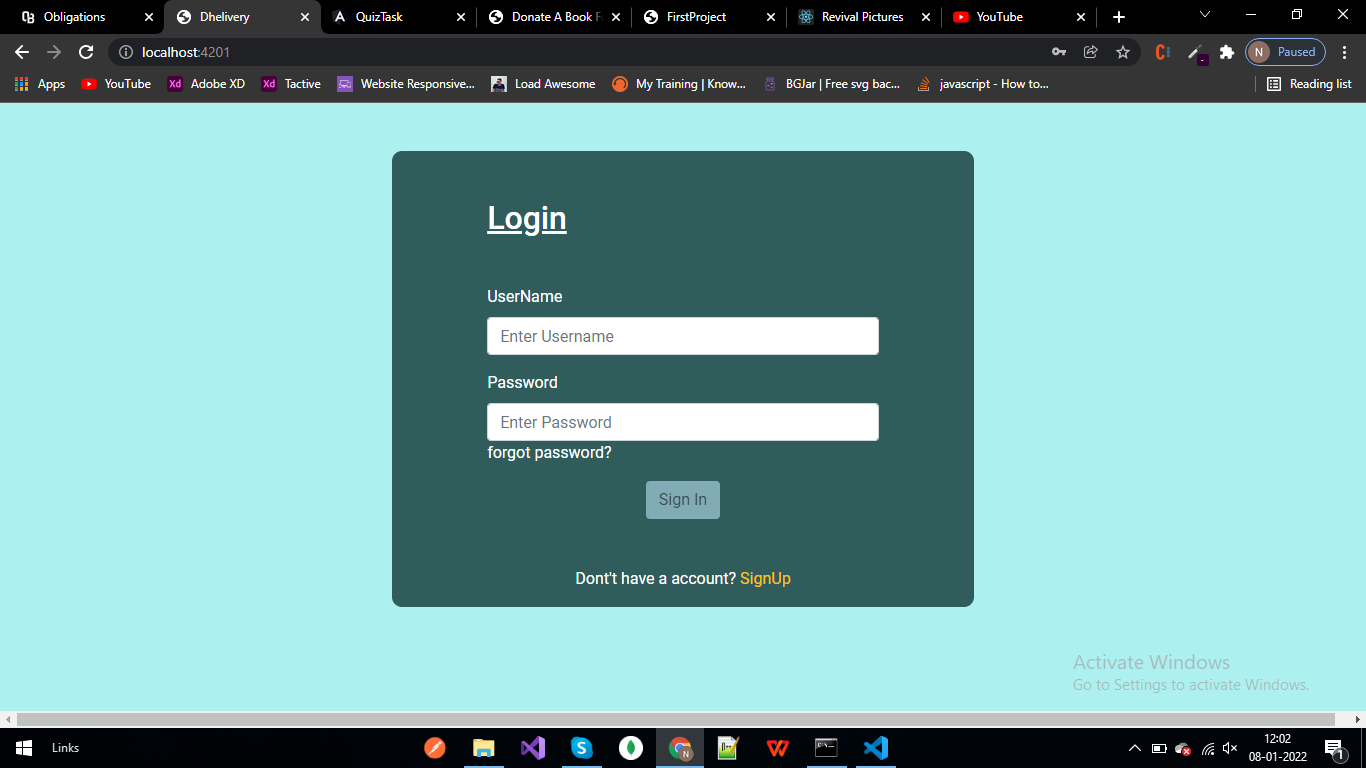 Obligations
Dhelivery
QuizTask
Donate A Book F
FirstProject
Revival Pictures
YouTube
localhost:4201
N Paused
Apps
YouTube
Xd Adobe XD
Xd Tactive
Website Responsive...
Load Awesome
My Training | Know...
BGJar | Free svg bac...
javascript - How to...
Reading list
Login
UserName
Enter Username
Password
Enter Password
forgot password?
Sign In
Dont't have a account? SignUp
Activate Windows
Go to Settings to activate Windows.
Links
12:02
08-01-2022
1